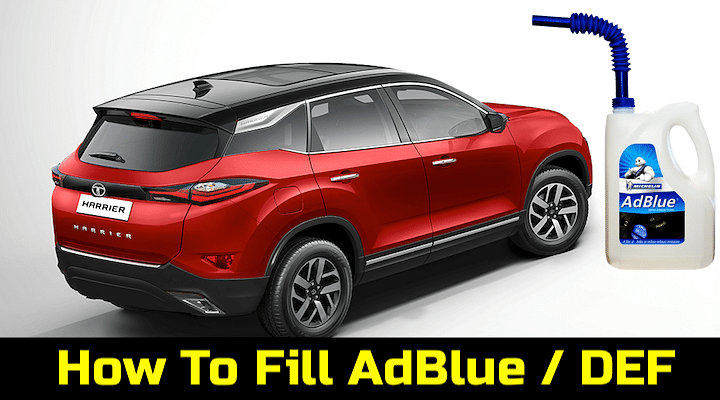 HARRIER
HARRIER
MICHELIN
AdBlue
How To Fill AdBlue / DEF